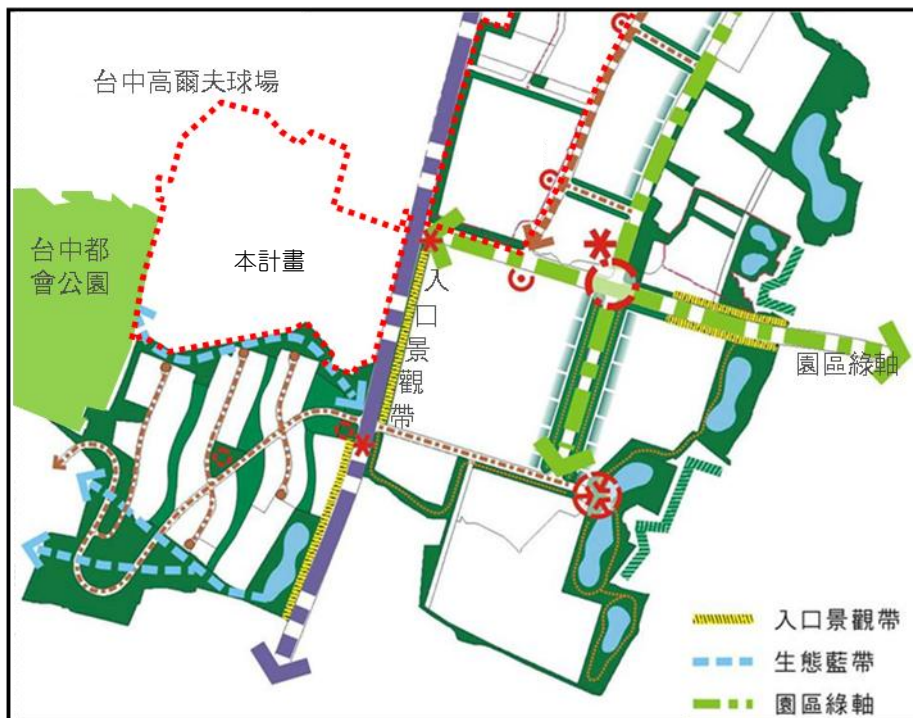 台中高爾夫球場
台中都
會公園
本計畫
入口景觀帶
園區綠軸
入口景觀帶
生態藍帶
園區綠軸